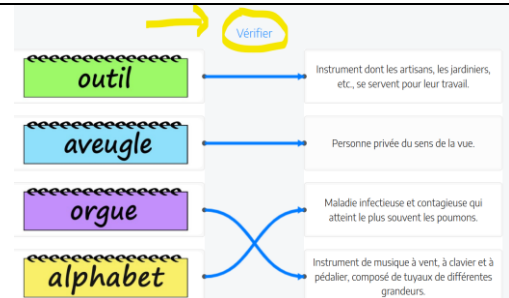 Vérifier
outil
Instrument dont les artisans, les jardiniers,
etc., se servent pour leur travail.
aveugle
Personne privée du sens de la vue.
orgue
Maladie infectieuse et contagieuse qui
atteint le plus souvent les poumons.
alphabet
Instrument de musique à vent, à clavier et à
pédalier, composé de tuyaux de différentes
grandeurs.